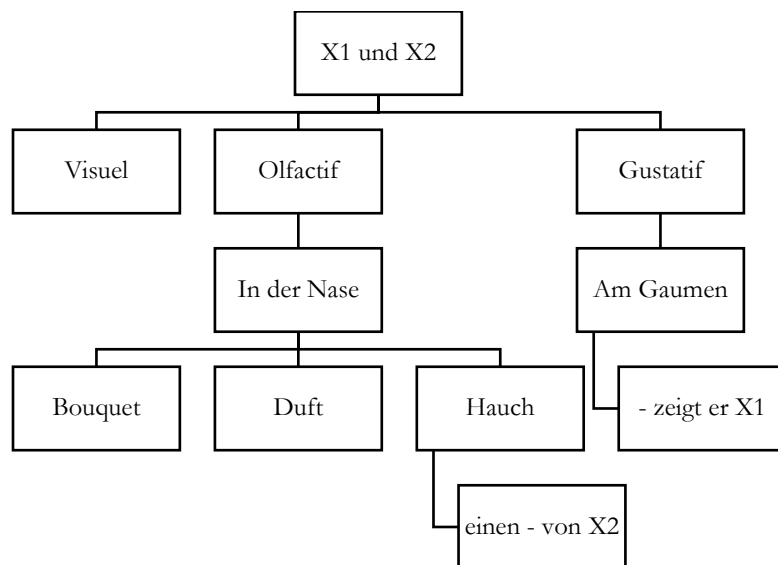 X1 und X2
Visuel
Olfactif
Gustatif
In der Nase
Am Gaumen
Bouquet
Duft
Hauch
- zeigt er X1
einen - von X2